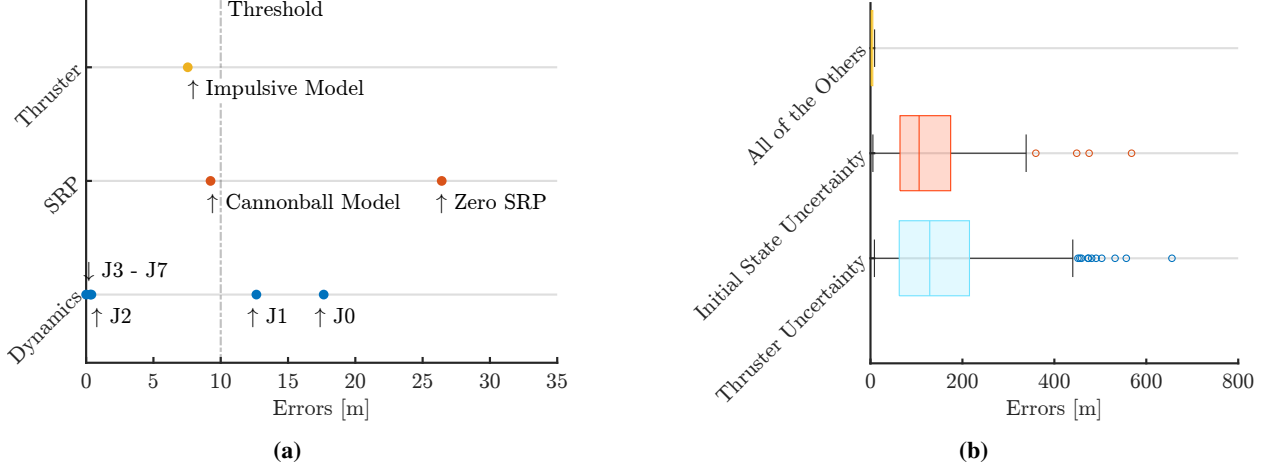 Threshold
Thruster
↑ Impulsive Model
SRP
↑ Cannonball Model
↑ Zero SRP
↓ J3 - J7
Dynamics
↑ J2
↑ J1
↑ J0
0 5 10 15 20 25 30 35
Errors [m]
(a)
All of the Others
Initial State Uncertainty
Thruster Uncertainty
0 200 400 600 800
Errors [m]
(b)